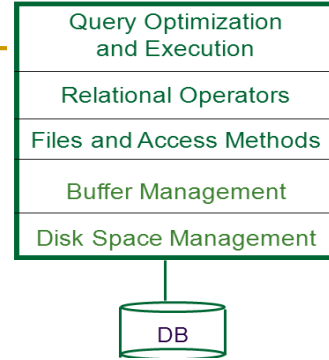 Query Optimization
and Execution
Relational Operators
Files and Access Methods
Buffer Management
Disk Space Management
DB